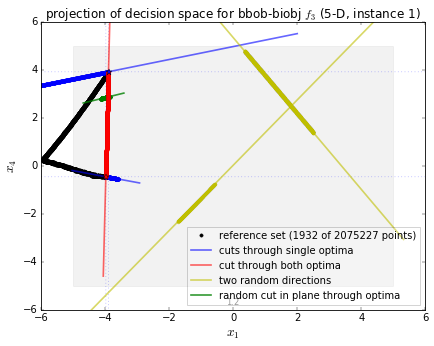 projection of decision space for bbob-biobj f₅ (5-D, instance 1)
6
4
2
0
−2
−4
−6
x₄
reference set (1932 of 2075227 points)
cuts through single optima
cut through both optima
two random directions
random cut in plane through optima
−6
−4
−2
0
2
4
6
x₁